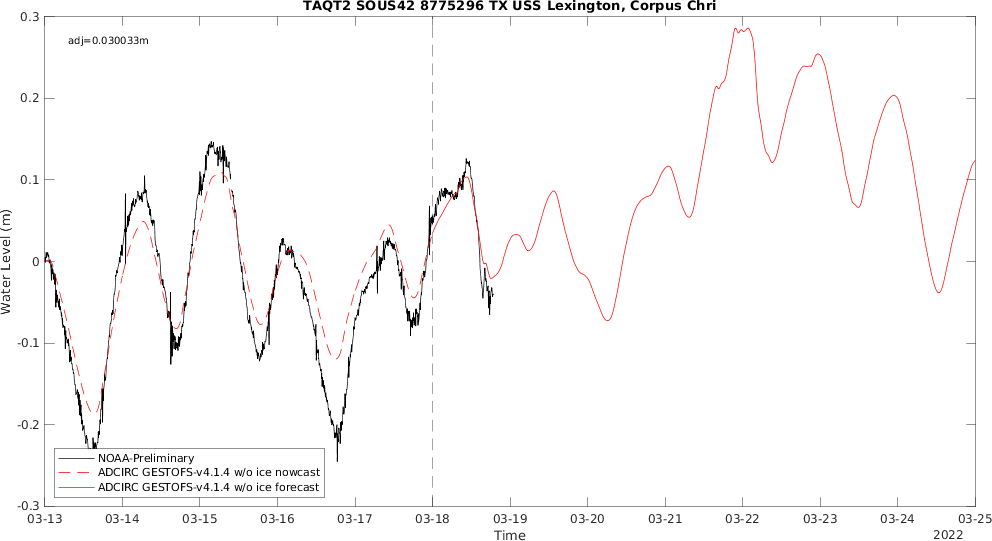 TAQT2 SOUS42 8775296 TX USS Lexington, Corpus Chri
adj=0.030033m
0.3
0.2
0.1
0
-0.1
-0.2
-0.3
Water Level (m)
NOAA-Preliminary
ADCIRC GESTOFS-v4.1.4 w/o ice nowcast
ADCIRC GESTOFS-v4.1.4 w/o ice forecast
03-13 03-14 03-15 03-16 03-17 03-18 03-19 03-20 03-21 03-22 03-23 03-24 03-25
Time
2022